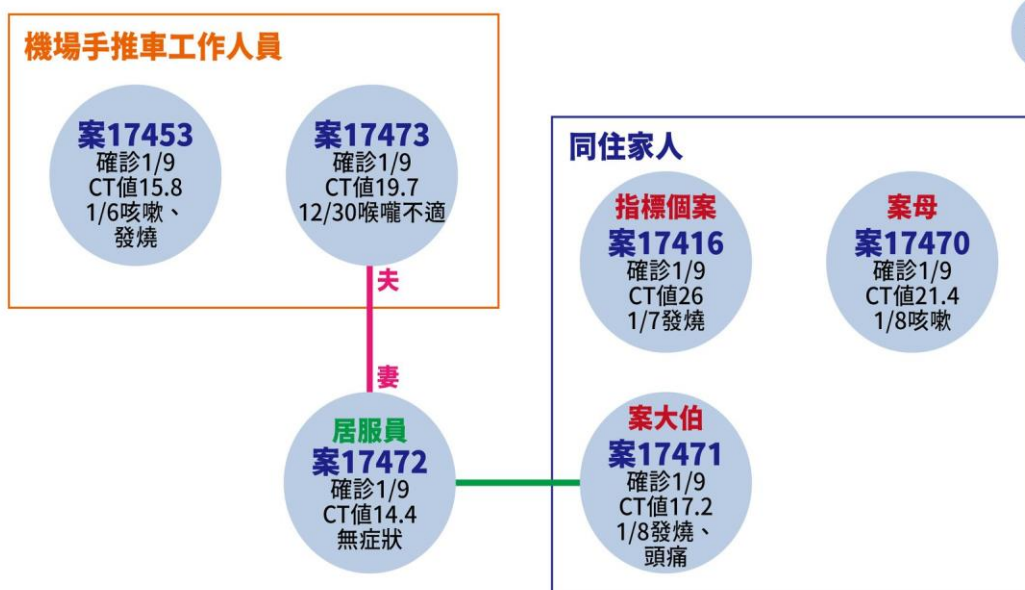 機場手推車工作人員
案17453
確診1/9
CT值15.8
1/6咳嗽、
發燒
案17473
確診1/9
CT值19.7
12/30喉嚨不適
夫
妻
居服員
案17472
確診1/9
CT值14.4
無症狀
同住家人
指標個案
案17416
確診1/9
CT值26
1/7發燒
案母
案17470
確診1/9
CT值21.4
1/8咳嗽
案大伯
案17471
確診1/9
CT值17.2
1/8發燒、
頭痛